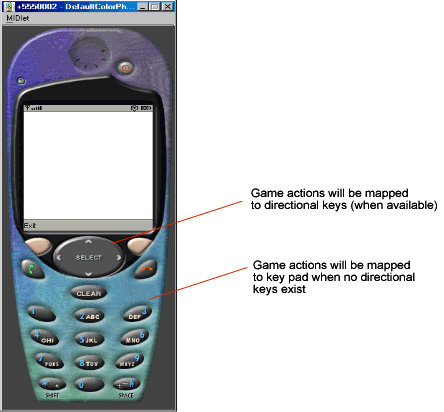 +5550002 - DefaultColorPh...
MIDlet
Exit
Game actions will be mapped
to directional keys (when available)
SELECT
Game actions will be mapped
to key pad when no directional
keys exist
CLEAR
1 2 ABC DEF 3
4 GHI 5 JKL MNO 6
7 PQRS 8 TUV WXYZ 9
* 0 #
SHIFT SPACE